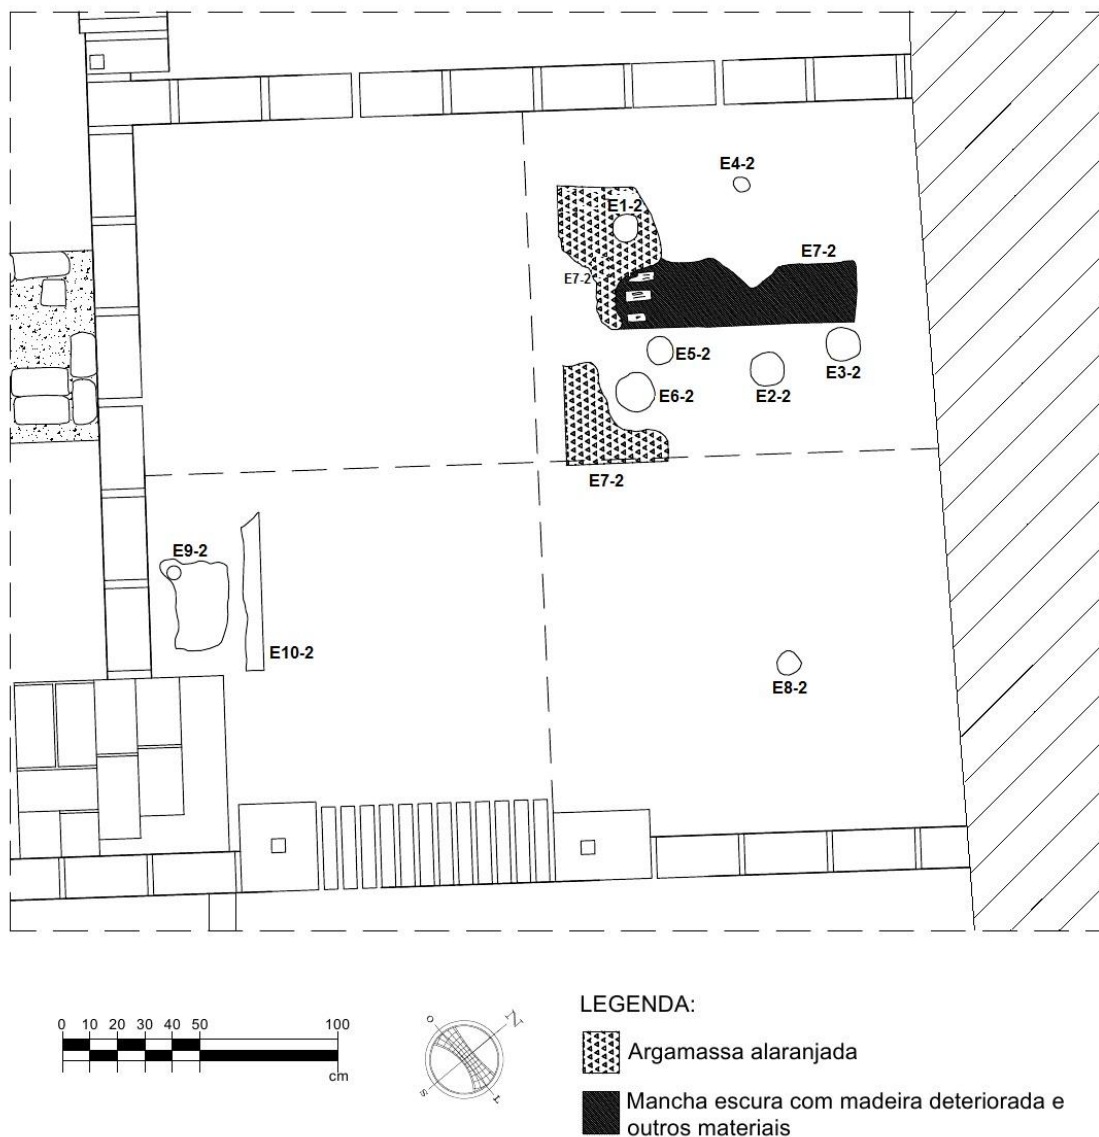 E4-2
E1-2
E7-2
E7-2
E5-2
E3-2
E2-2
E6-2
E7-2
E9-2
E10-2
E8-2
0 10 20 30 40 50 100
cm
O N
S L
LEGENDA:
Argamassa alaranjada
Mancha escura com madeira deteriorada e
outros materiais